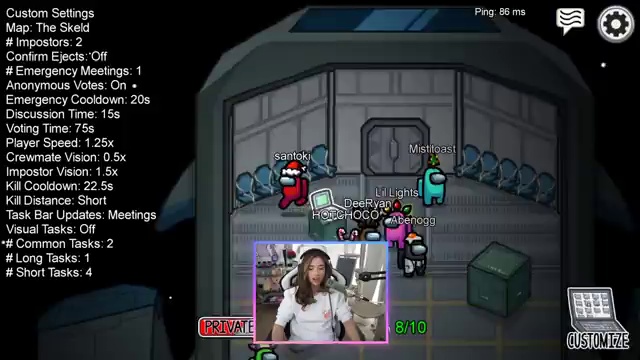 Custom Settings
Map: The Skeld
# Impostors: 2
Confirm Ejects: Off
# Emergency Meetings: 1
Anonymous Votes: On
Emergency Cooldown: 20s
Discussion Time: 15s
Voting Time: 75s
Player Speed: 1.25x
Crewmate Vision: 0.5x
Impostor Vision: 1.5x
Kill Cooldown: 22.5s
Kill Distance: Short
Task Bar Updates: Meetings
Visual Tasks: Off
# Common Tasks: 2
# Long Tasks: 1
# Short Tasks: 4
Ping: 86 ms
santoki
Mistitoast
Lil Lights
DeeRyan
HOTCHOCO
Abenogg
PRIVATE
8/10
CUSTOMIZE